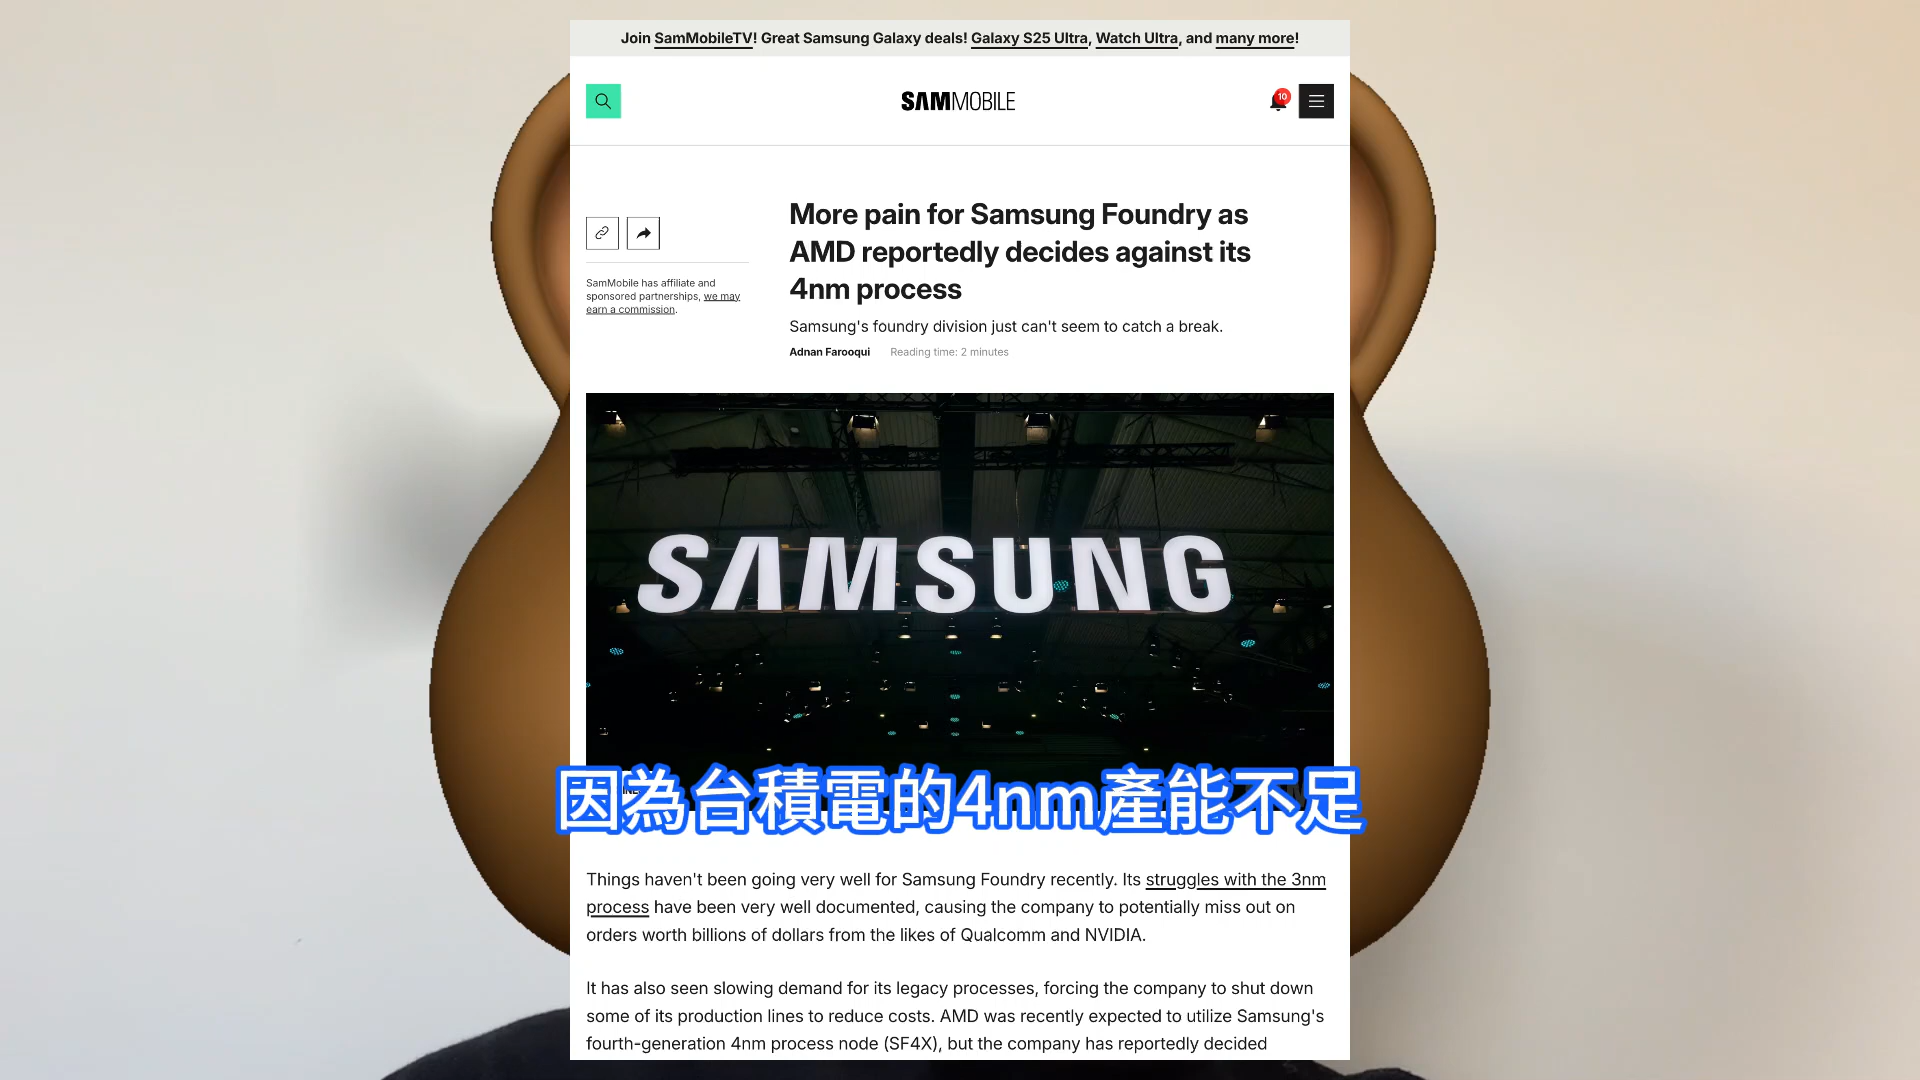 Join SamMobileTV! Great Samsung Galaxy deals! Galaxy S25 Ultra, Watch Ultra, and many more!
SAMMOBILE
10
More pain for Samsung Foundry as
AMD reportedly decides against its
4nm process
SamMobile has affiliate and
sponsored partnerships, we may
earn a commission.
Samsung's foundry division just can't seem to catch a break.
Adnan Farooqui Reading time: 2 minutes
SAMSUNG
因為台積電的4nm產能不足
Things haven't been going very well for Samsung Foundry recently. Its struggles with the 3nm
process have been very well documented, causing the company to potentially miss out on
orders worth billions of dollars from the likes of Qualcomm and NVIDIA.
It has also seen slowing demand for its legacy processes, forcing the company to shut down
some of its production lines to reduce costs. AMD was recently expected to utilize Samsung's
fourth-generation 4nm process node (SF4X), but the company has reportedly decided